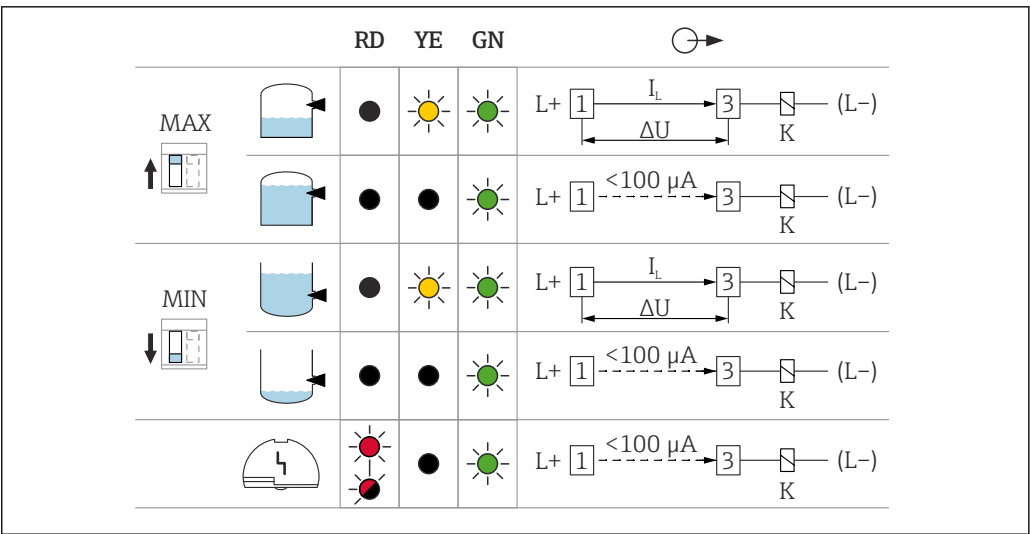 RD YE GN
MAX
L+ 1 I_L 3 (L–)
ΔU K
L+ 1 <100 µA 3 (L–)
K
MIN
L+ 1 I_L 3 (L–)
ΔU K
L+ 1 <100 µA 3 (L–)
K
L+ 1 <100 µA 3 (L–)
K